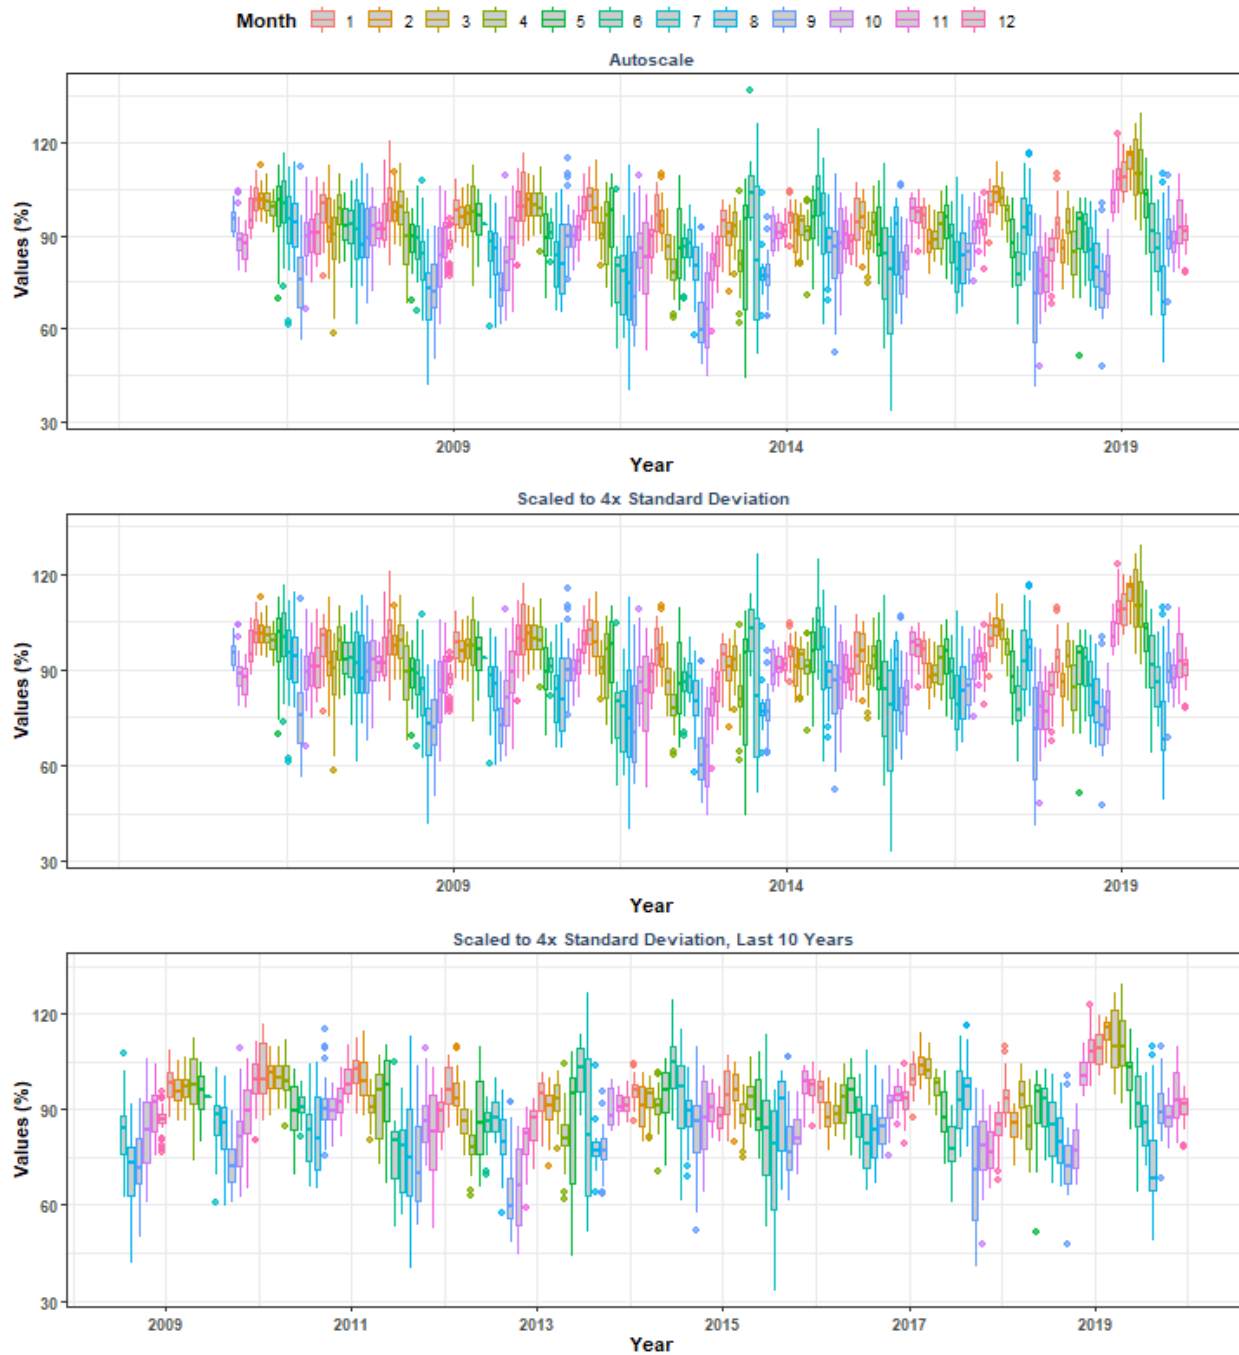 Month 1 2 3 4 5 6 7 8 9 10 11 12
Autoscale
Values (%)
120
90
60
30
2009 2014 2019
Year
Scaled to 4x Standard Deviation
Values (%)
120
90
60
30
2009 2014 2019
Year
Scaled to 4x Standard Deviation, Last 10 Years
Values (%)
120
90
60
30
2009 2011 2013 2015 2017 2019
Year